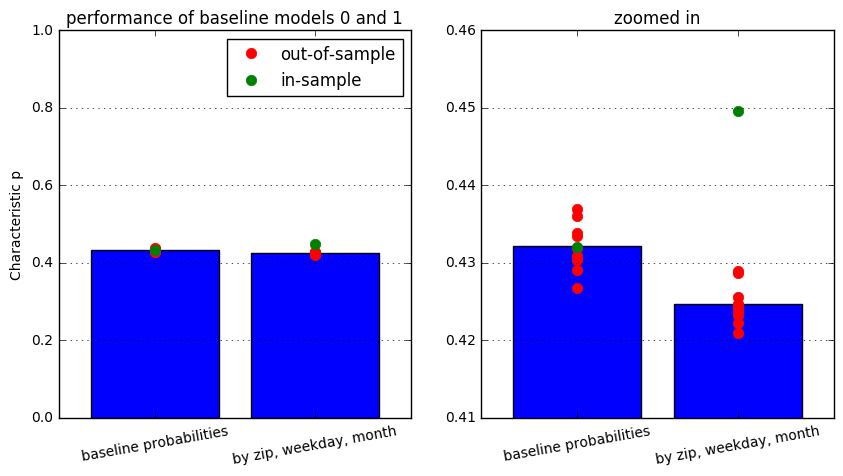 performance of baseline models 0 and 1
1.0
0.8
0.6
0.4
0.2
0.0
Characteristic p
out-of-sample
in-sample
baseline probabilities
by zip, weekday, month
zoomed in
0.46
0.45
0.44
0.43
0.42
0.41
baseline probabilities
by zip, weekday, month